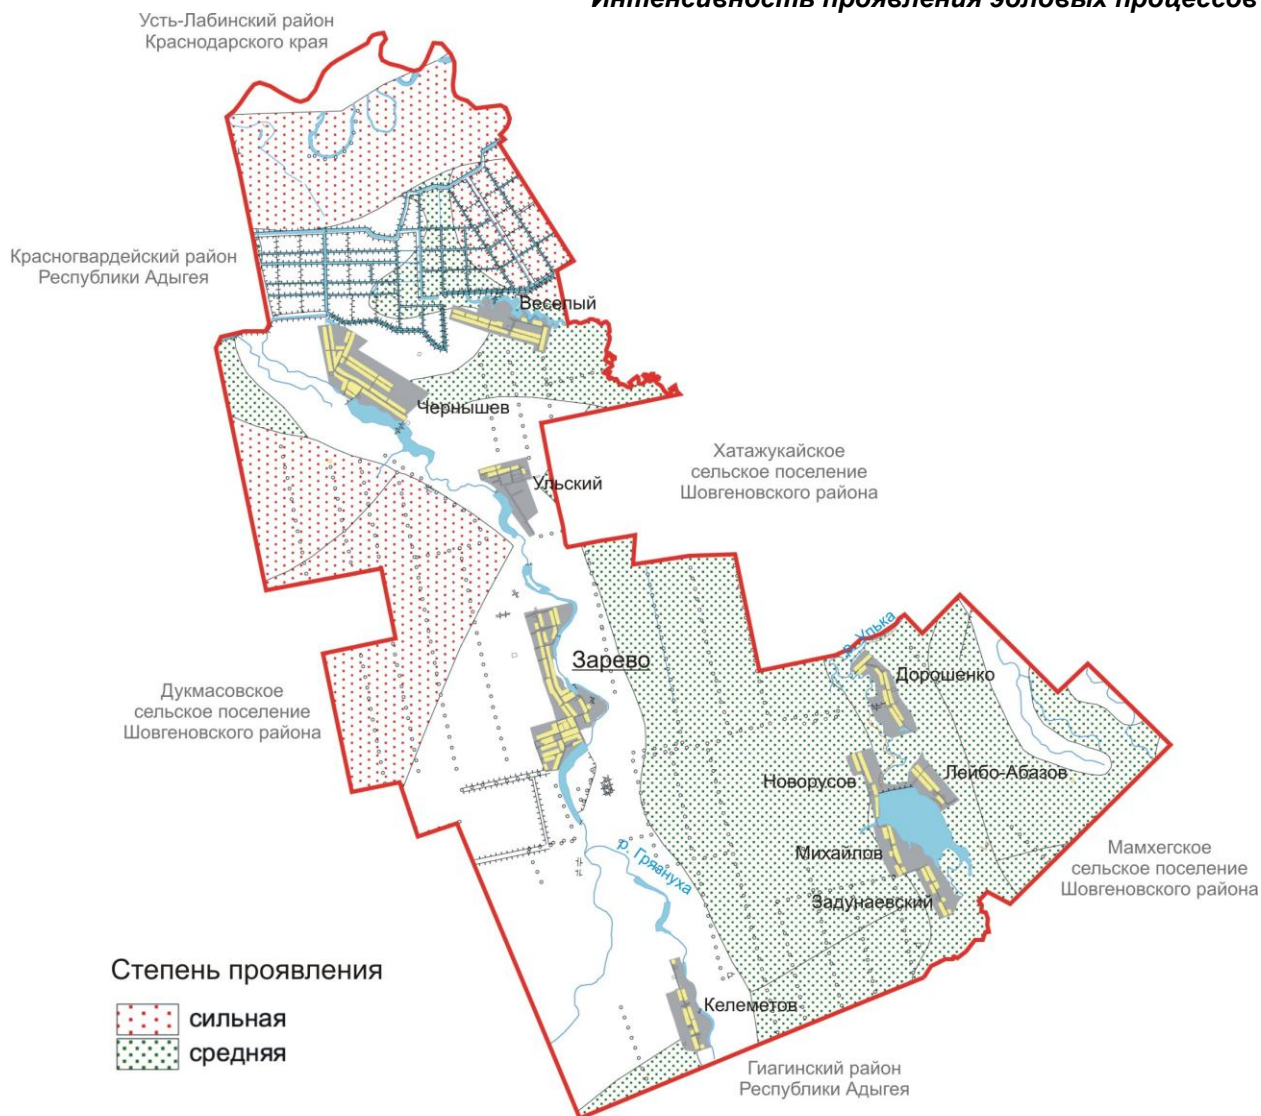 Интенсивность проявления эоловых процессов
Усть-Лабинский район
Краснодарского края
Красногвардейский район
Республики Адыгея
Веселый
Чернышев
Хатажукайское
сельское поселение
Шовгеновского района
Ульский
р. Улька
Зарево
Дорошенко
Дукмасовское
сельское поселение
Шовгеновского района
Новорусов
Лейбо-Абазов
Михайлов
р. Грязнуха
Мамхегское
сельское поселение
Шовгеновского района
Задунаевский
Степень проявления
сильная
средняя
Келеметов
Гиагинский район
Республики Адыгея